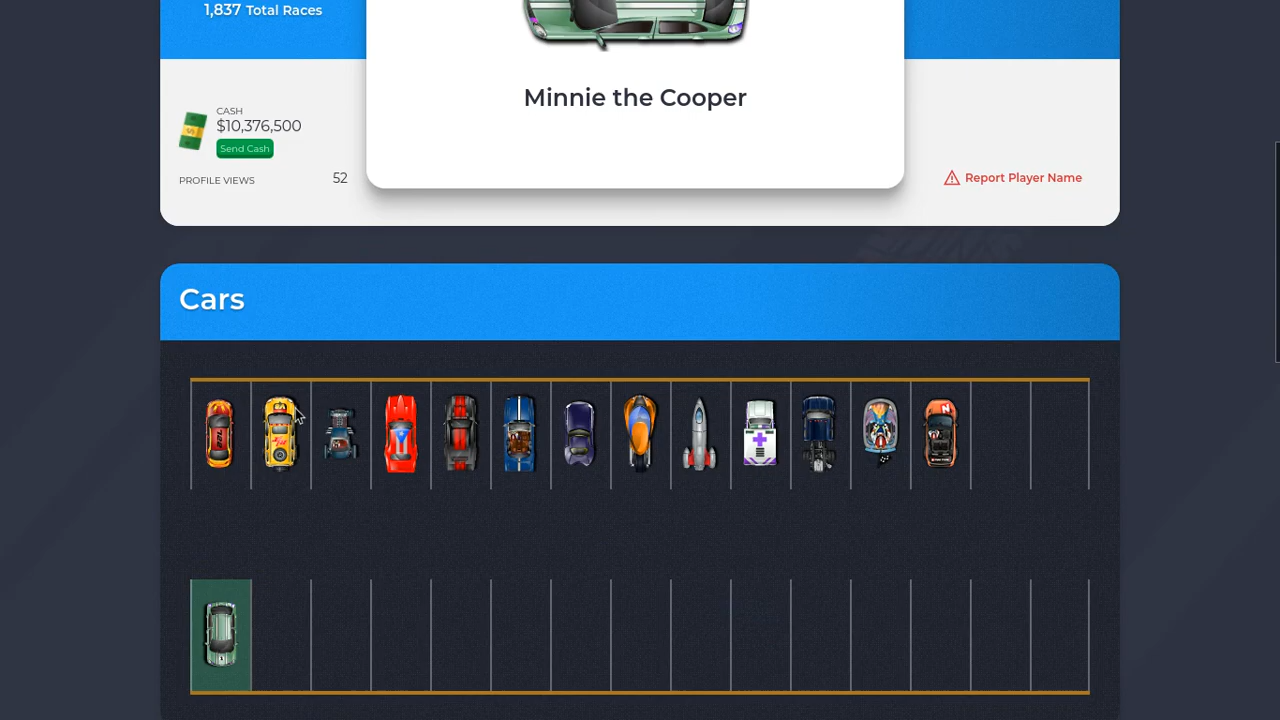 1,837 Total Races
Minnie the Cooper
CASH
$10,376,500
Send Cash
PROFILE VIEWS 52
Report Player Name
Cars